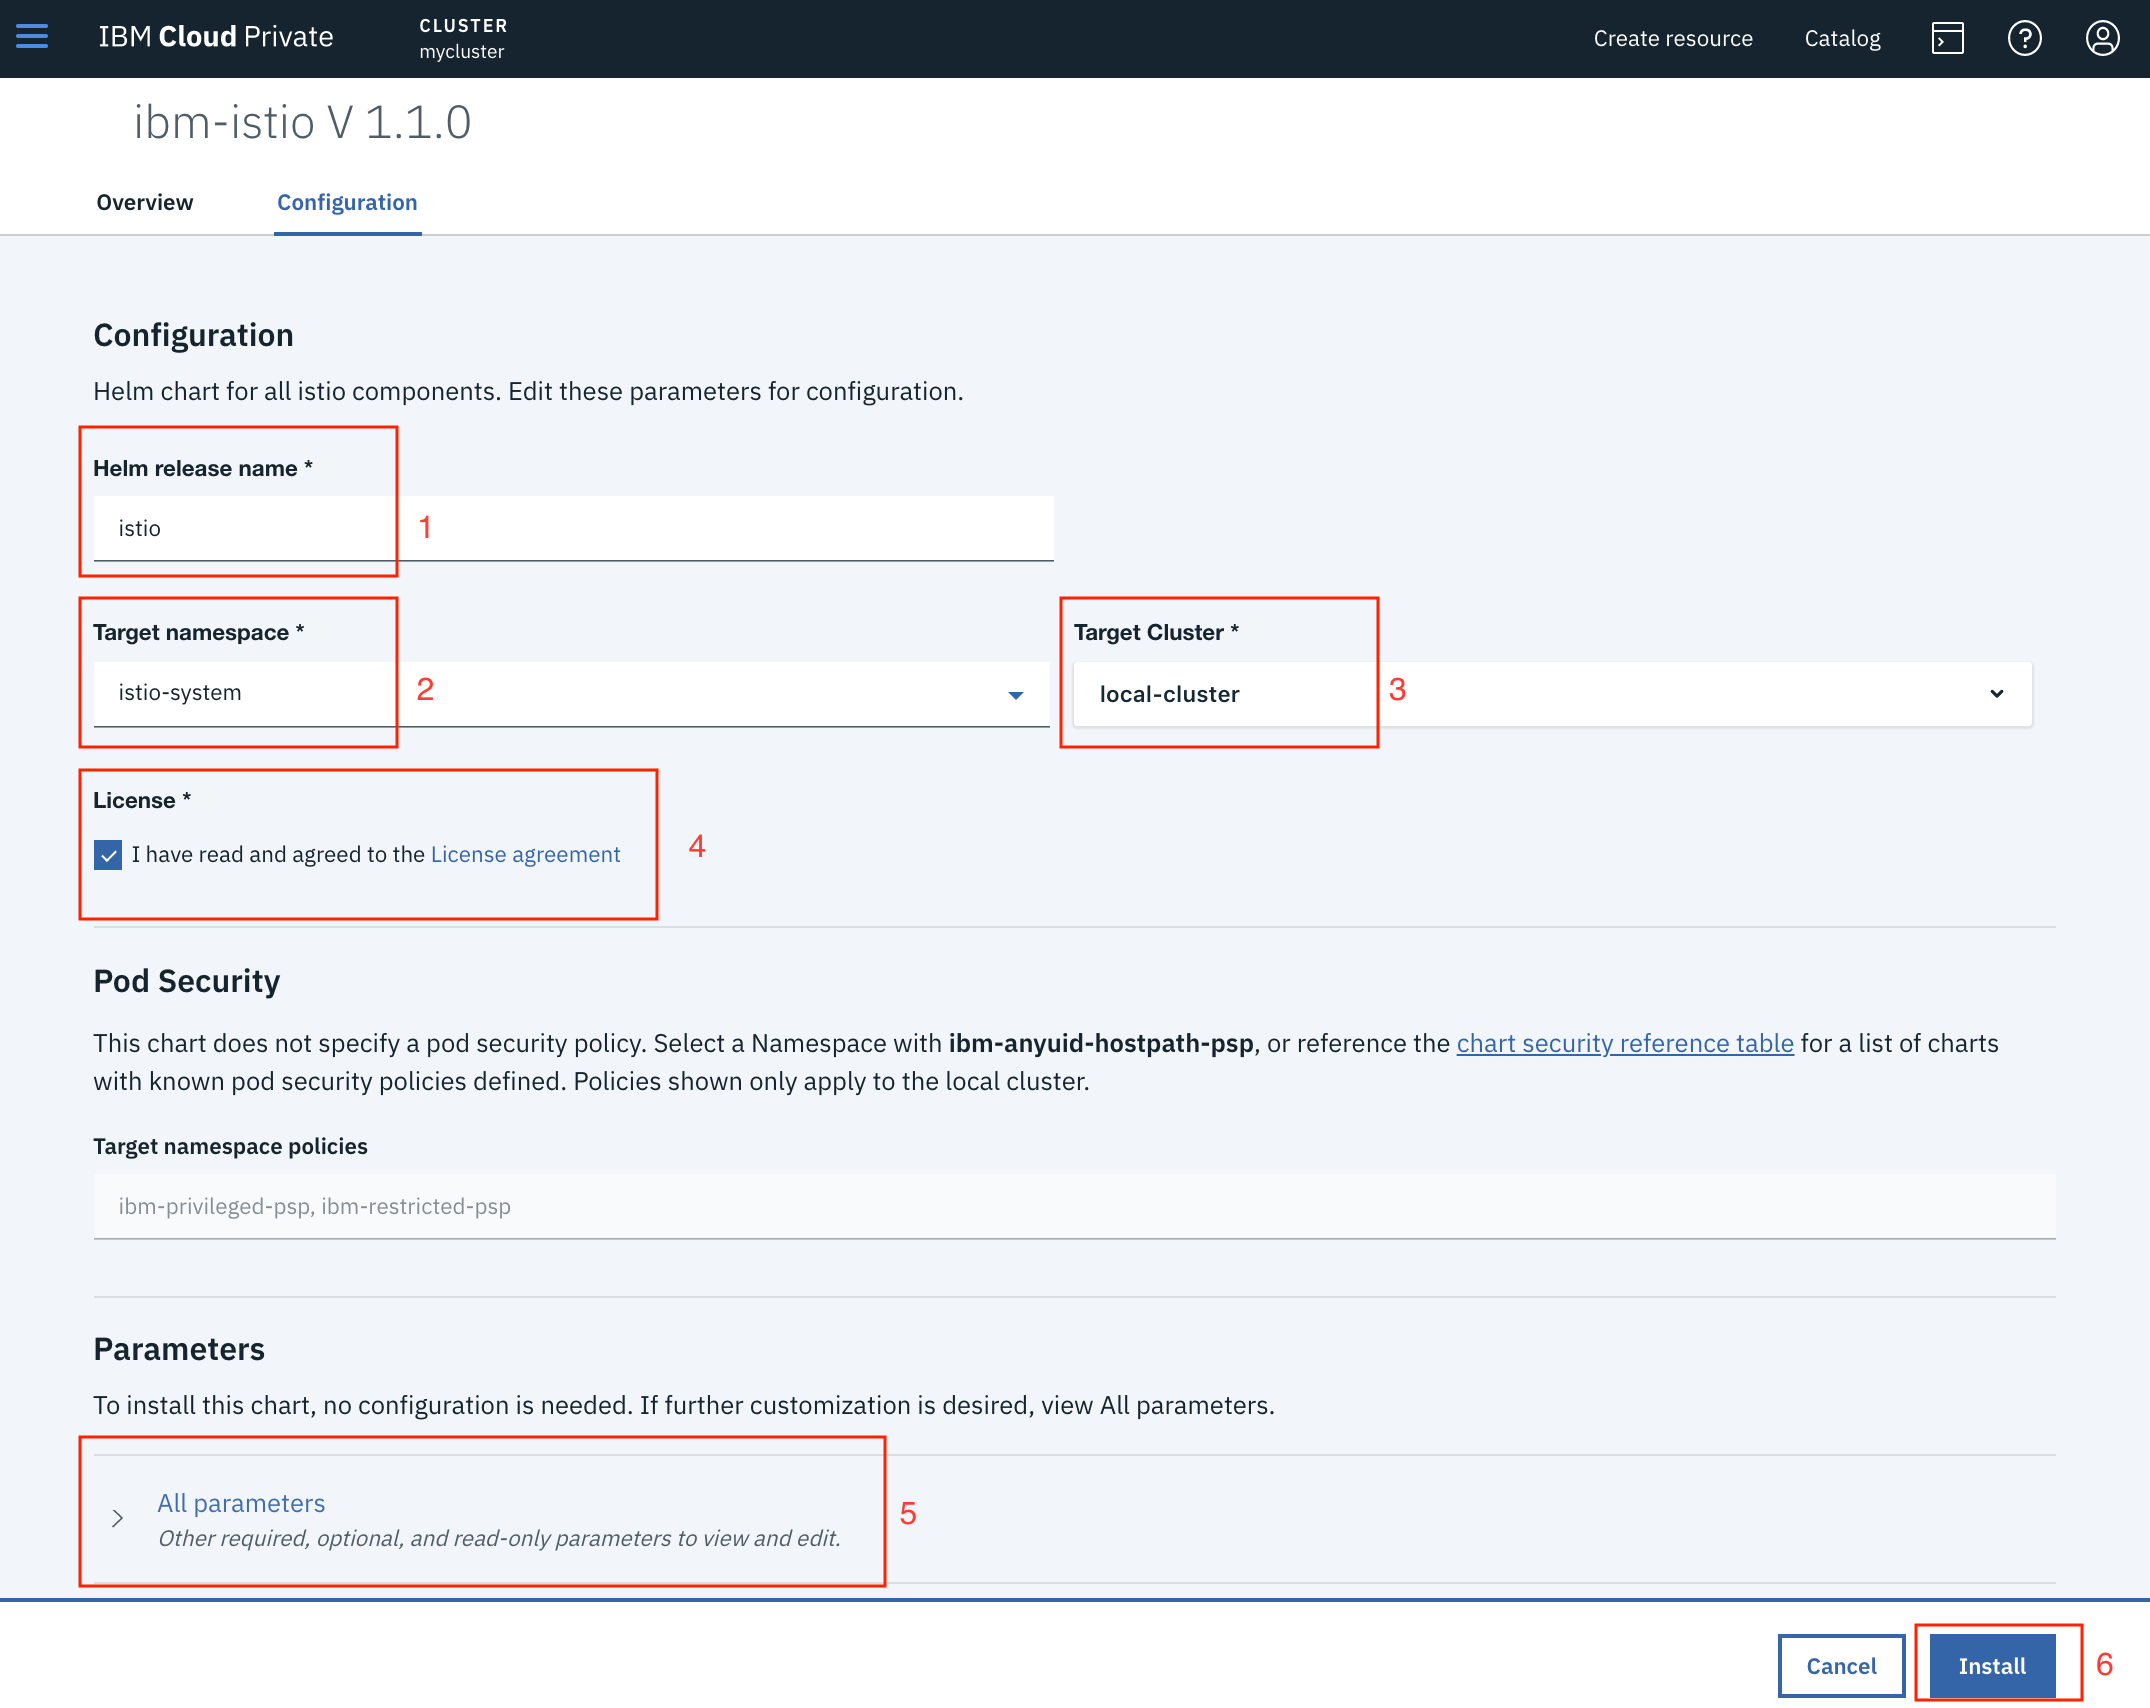 IBM Cloud Private
CLUSTER
mycluster
Create resource
Catalog
ibm-istio V 1.1.0
Overview
Configuration
Configuration
Helm chart for all istio components. Edit these parameters for configuration.
Helm release name *
istio
1
Target namespace *
istio-system
2
Target Cluster *
local-cluster
3
License *
I have read and agreed to the License agreement
4
Pod Security
This chart does not specify a pod security policy. Select a Namespace with ibm-anyuid-hostpath-psp, or reference the chart security reference table for a list of charts
with known pod security policies defined. Policies shown only apply to the local cluster.
Target namespace policies
ibm-privileged-psp, ibm-restricted-psp
Parameters
To install this chart, no configuration is needed. If further customization is desired, view All parameters.
All parameters
Other required, optional, and read-only parameters to view and edit.
5
Cancel
Install
6